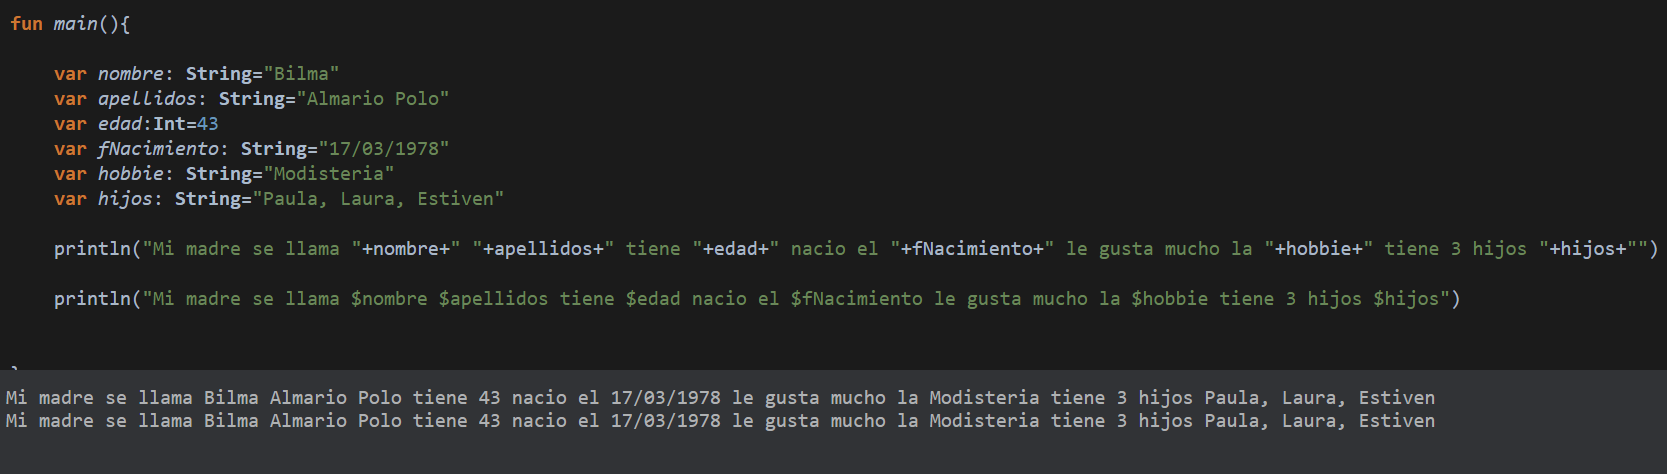 fun main(){
var nombre: String="Bilma"
var apellidos: String="Almario Polo"
var edad:Int=43
var fNacimiento: String="17/03/1978"
var hobbie: String="Modisteria"
var hijos: String="Paula, Laura, Estiven"
println("Mi madre se llama "+nombre+" "+apellidos+" tiene "+edad+" nacio el "+fNacimiento+" le gusta mucho la "+hobbie+" tiene 3 hijos "+hijos+"")
println("Mi madre se llama $nombre $apellidos tiene $edad nacio el $fNacimiento le gusta mucho la $hobbie tiene 3 hijos $hijos")
}
Mi madre se llama Bilma Almario Polo tiene 43 nacio el 17/03/1978 le gusta mucho la Modisteria tiene 3 hijos Paula, Laura, Estiven
Mi madre se llama Bilma Almario Polo tiene 43 nacio el 17/03/1978 le gusta mucho la Modisteria tiene 3 hijos Paula, Laura, Estiven